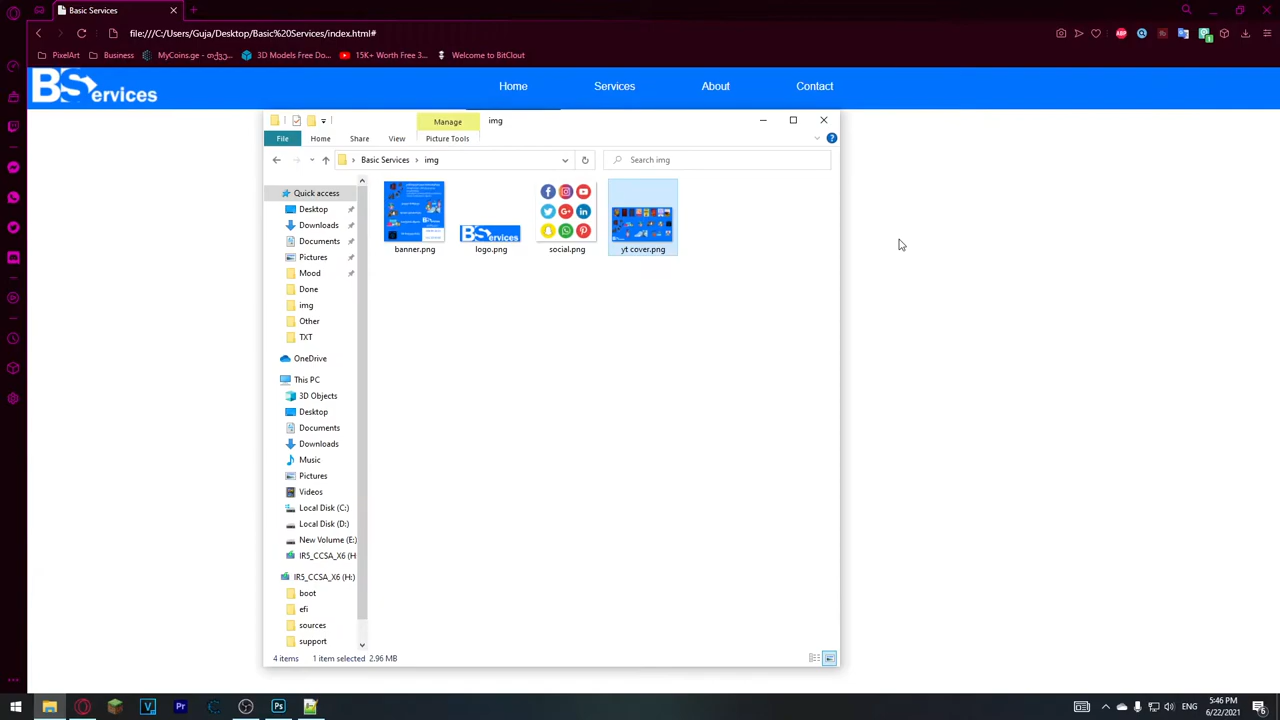 Basic Services
file:///C:/Users/Guja/Desktop/Basic%20Services/index.html#
PixelArt
Business
MyCoins.ge - თქვე...
3D Models Free Do...
15K+ Worth Free 3...
Welcome to BitClout
BServices
Home
Services
About
Contact
Manage
img
File
Home
Share
View
Picture Tools
Basic Services
img
Search img
Quick access
Desktop
Downloads
Documents
Pictures
Mood
Done
img
Other
TXT
OneDrive
This PC
3D Objects
Desktop
Documents
Downloads
Music
Pictures
Videos
Local Disk (C:)
Local Disk (D:)
New Volume (E:)
IR5_CCSA_X6 (H
IR5_CCSA_X6 (H:)
boot
efi
sources
support
BServices
banner.png
logo.png
social.png
yt cover.png
4 items
1 item selected
2.96 MB
Ps
Pr
ENG
5:46 PM
6/22/2021